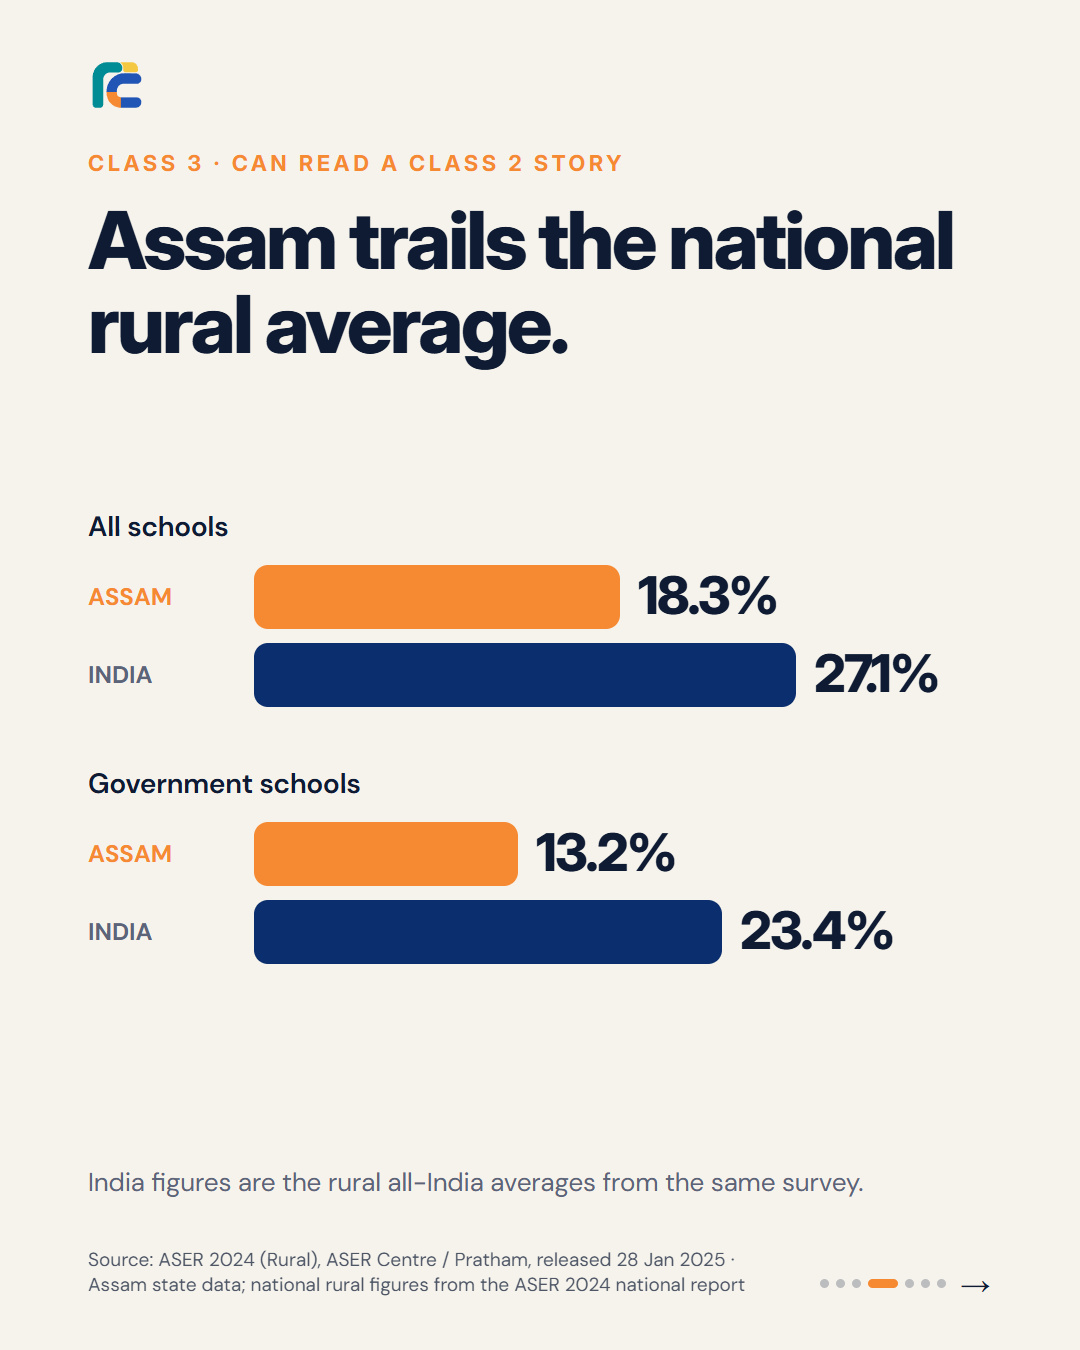 CLASS 3 · CAN READ A CLASS 2 STORY
Assam trails the national
rural average.
All schools
ASSAM 18.3%
INDIA 27.1%
Government schools
ASSAM 13.2%
INDIA 23.4%
India figures are the rural all-India averages from the same survey.
Source: ASER 2024 (Rural), ASER Centre / Pratham, released 28 Jan 2025 ·
Assam state data; national rural figures from the ASER 2024 national report